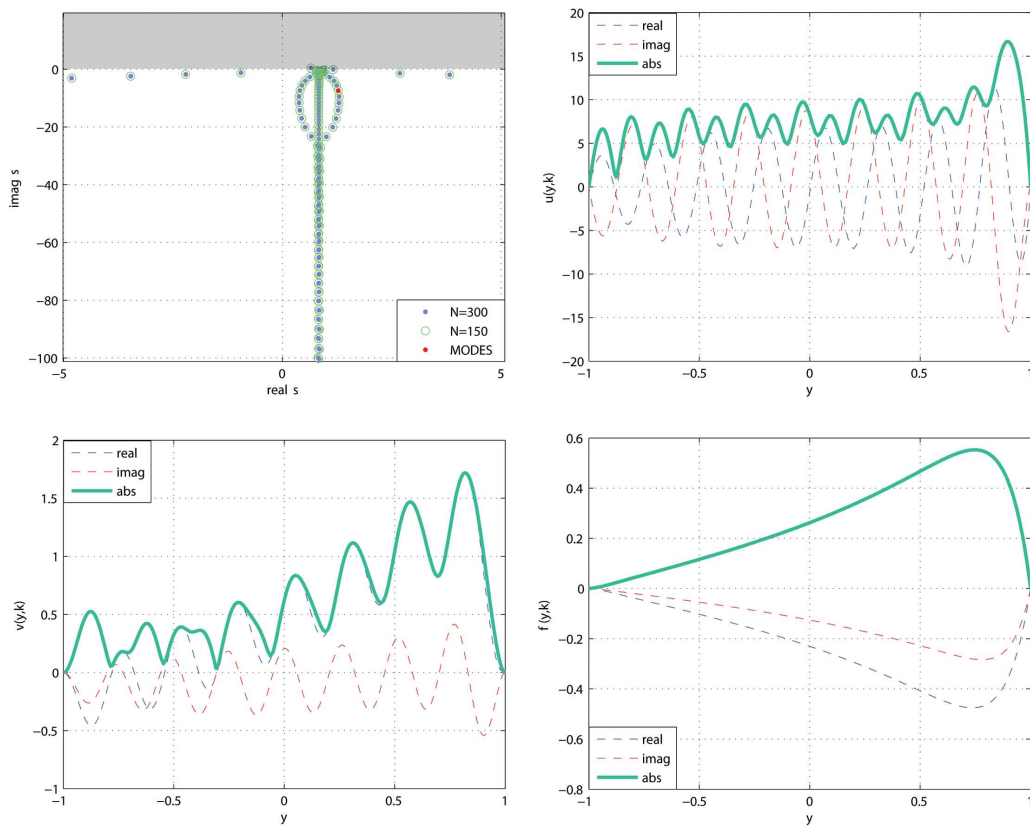 0
−20
−40
−60
−80
−100
imag s
−5
0
5
real s
N=300
N=150
MODES
20
15
10
5
0
−5
−10
−15
−20
u(y,k)
−1
−0.5
0
0.5
1
y
real
imag
abs
2
1.5
1
0.5
0
−0.5
−1
v(y,k)
−1
−0.5
0
0.5
1
y
real
imag
abs
0.6
0.4
0.2
0
−0.2
−0.4
−0.6
−0.8
f (y,k)
−1
−0.5
0
0.5
1
y
real
imag
abs